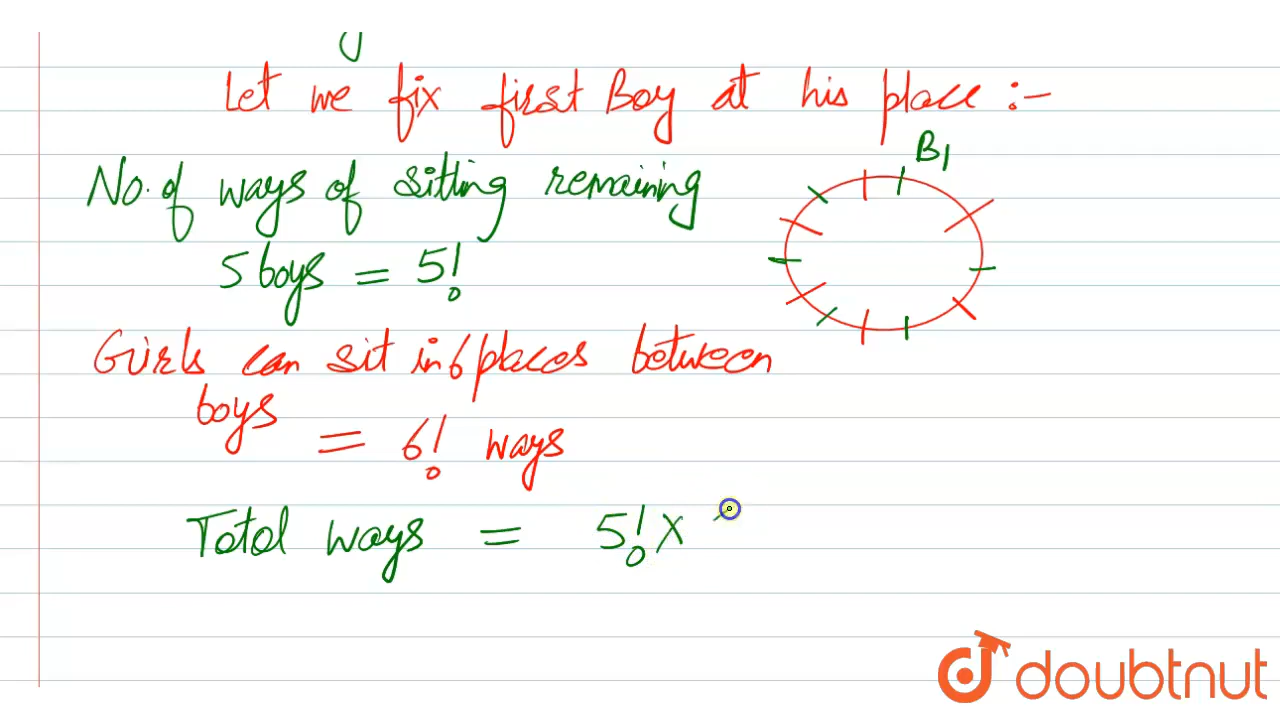 Let we fix first Boy at his place :-
B1
No. of ways of sitting remaining
5 boys = 5!
Girls can sit in 6 places between
boys
= 6! ways
Total ways = 5! x
doubtnut